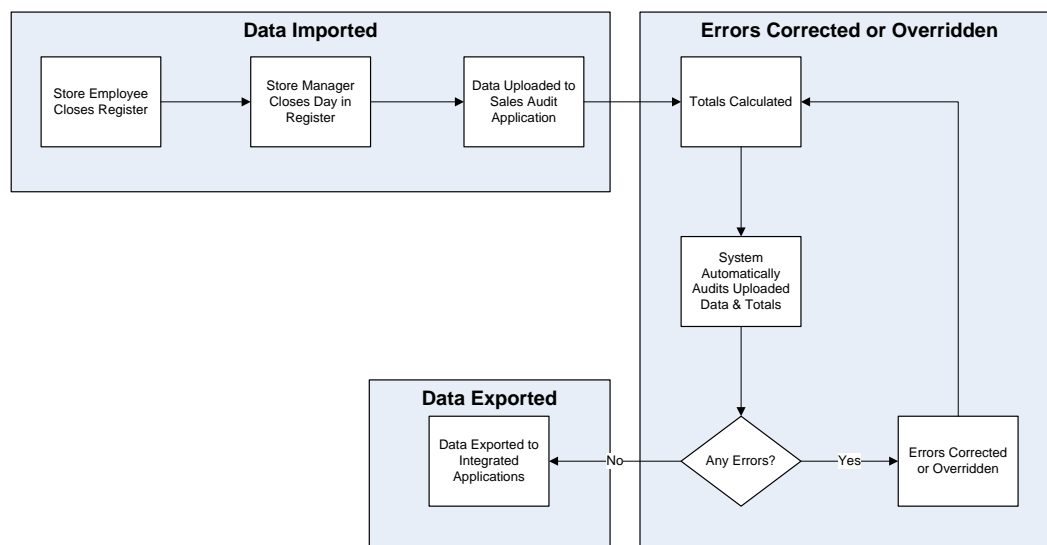 Data Imported
Store Employee
Closes Register
Store Manager
Closes Day in
Register
Data Uploaded to
Sales Audit
Application
Errors Corrected or Overridden
Totals Calculated
System
Automatically
Audits Uploaded
Data & Totals
Any Errors?
Yes
Errors Corrected
or Overridden
No
Data Exported
Data Exported to
Integrated
Applications